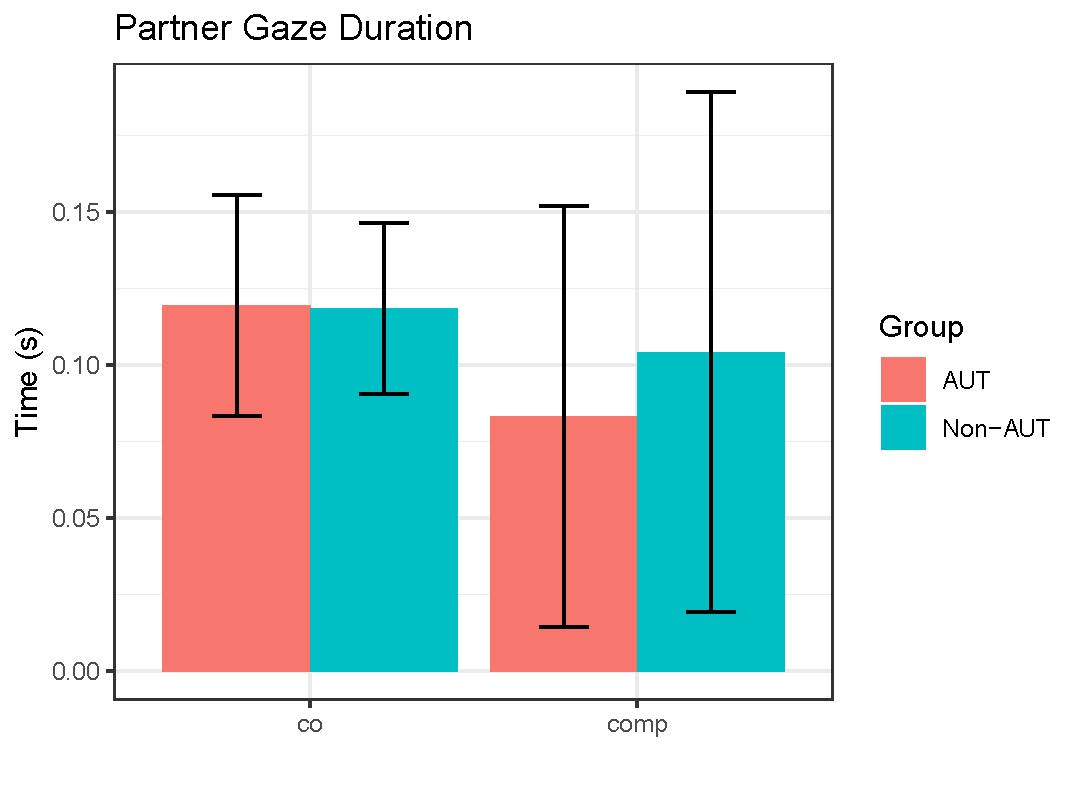 Partner Gaze Duration
Time (s)
0.15
0.10
0.05
0.00
co
comp
Group
AUT
Non−AUT